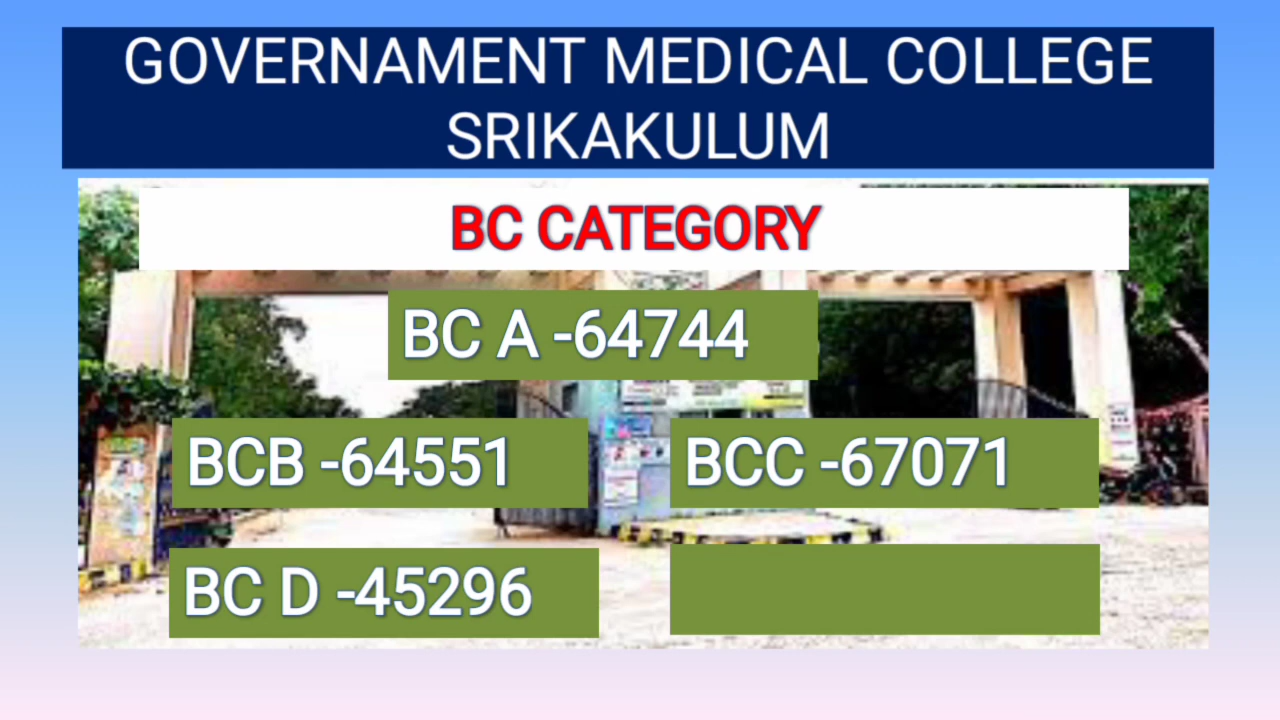 GOVERNAMENT MEDICAL COLLEGE
SRIKAKULUM
BC CATEGORY
BC A -64744
BCB -64551
BCC -67071
BC D -45296